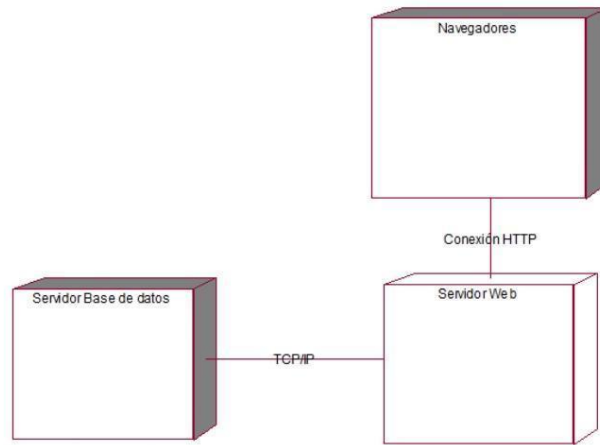 Navegadores
Conexión HTTP
Servidor Base de datos
Servidor Web
TCP/IP